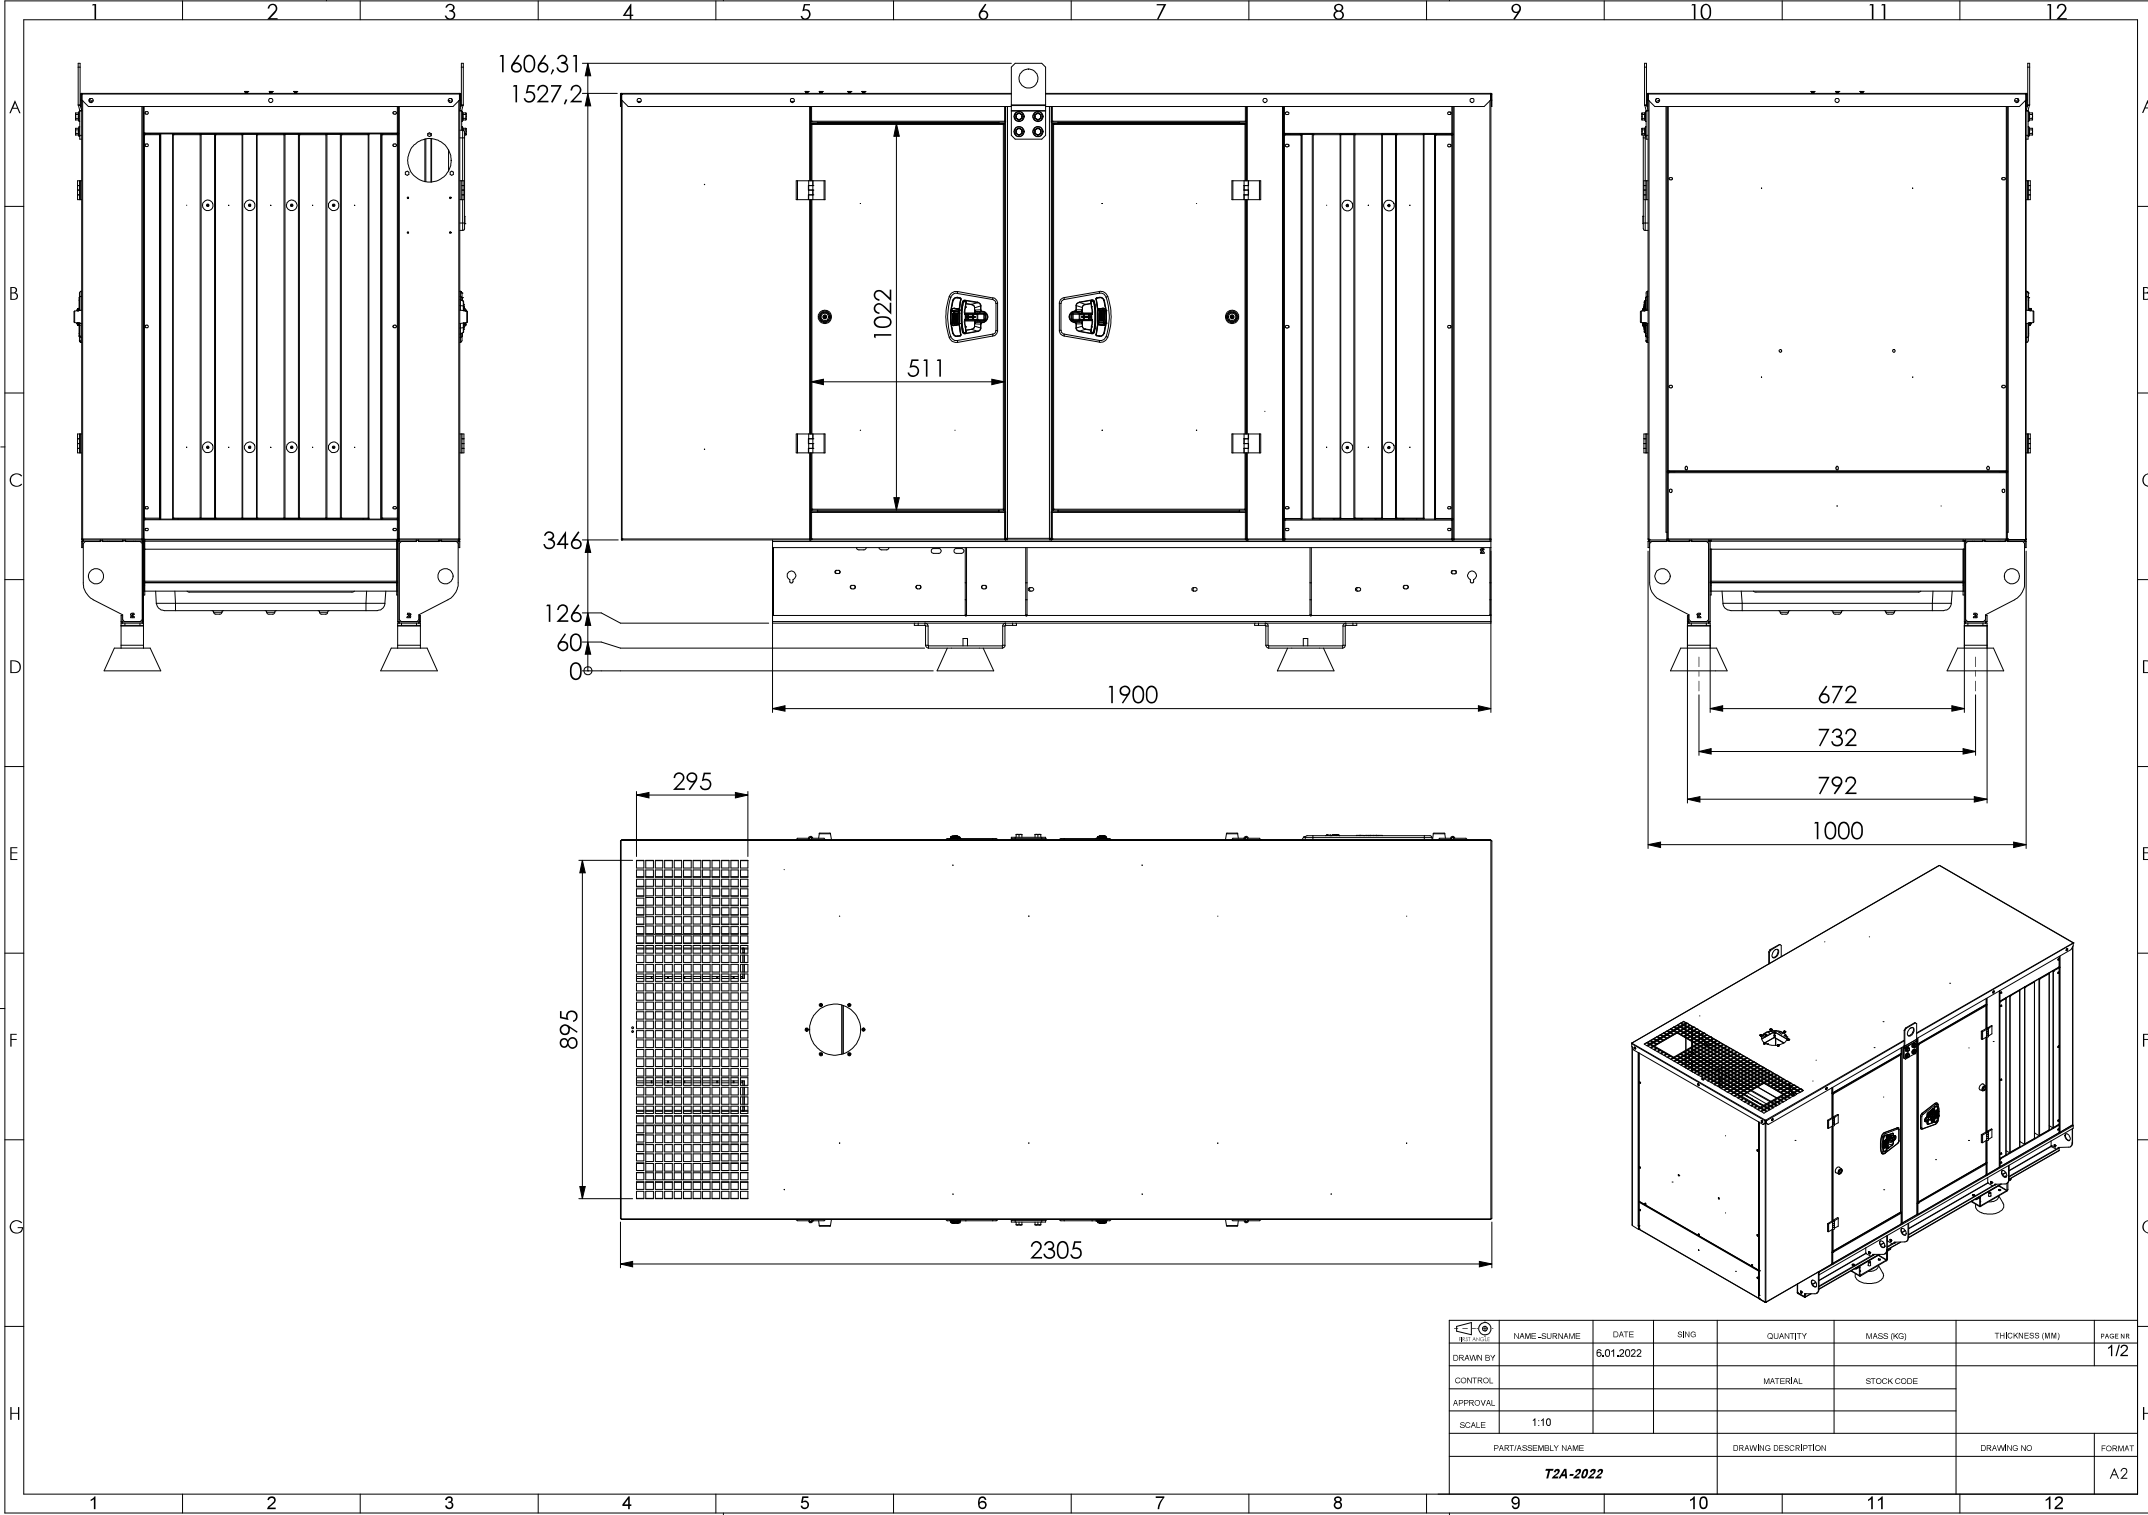 1 2 3 4 5 6 7 8 9 10 11 12
A
B
C
D
E
F
G
H
1606,31
1527,2
346
126
60
0
1022
511
1900
672
732
792
1000
295
895
2305
FIRST ANGLE
NAME-SURNAME DATE SING QUANTITY MASS (KG) THICKNESS (MM) PAGE NR
DRAWN BY 6.01.2022 1/2
CONTROL MATERIAL STOCK CODE
APPROVAL
SCALE 1:10
PART/ASSEMBLY NAME DRAWING DESCRIPTION DRAWING NO FORMAT
T2A-2022 A2
1 2 3 4 5 6 7 8 9 10 11 12
A
B
C
D
E
F
G
H